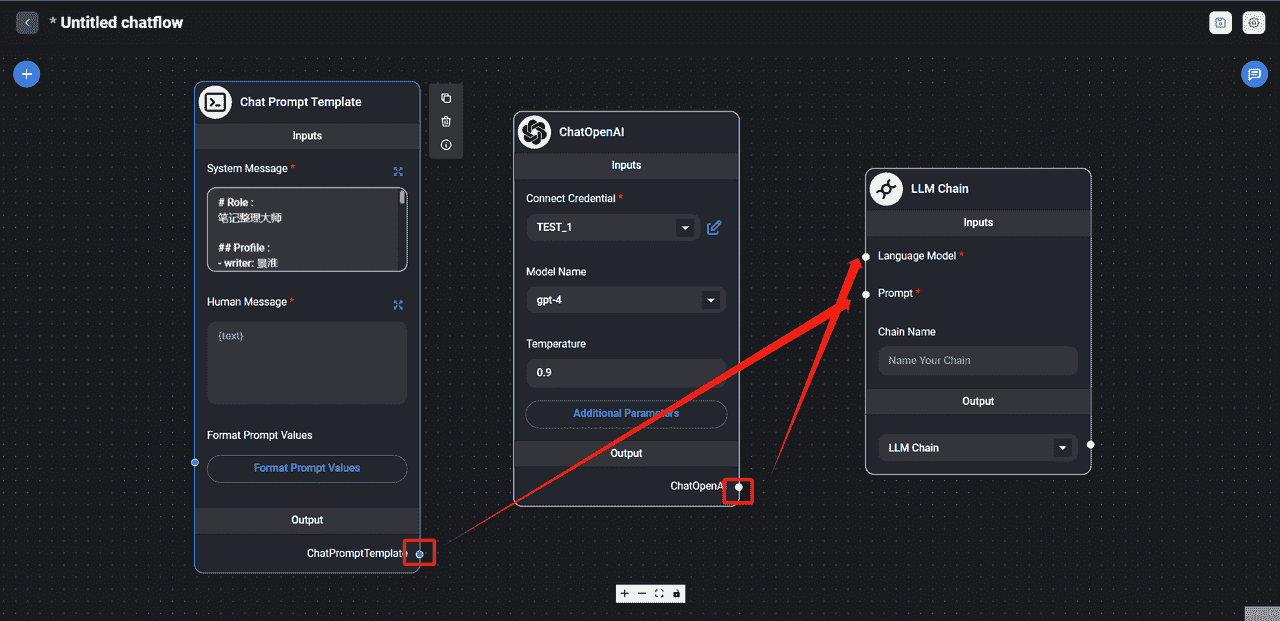 * Untitled chatflow
Chat Prompt Template
Inputs
System Message *
# Role :
笔记整理大师
## Profile :
- writer: 景淮
Human Message *
{text}
Format Prompt Values
Format Prompt Values
Output
ChatPromptTemplate
ChatOpenAI
Inputs
Connect Credential *
TEST_1
Model Name
gpt-4
Temperature
0.9
Additional Parameters
Output
ChatOpenAI
LLM Chain
Inputs
Language Model *
Prompt *
Chain Name
Name Your Chain
Output
LLM Chain